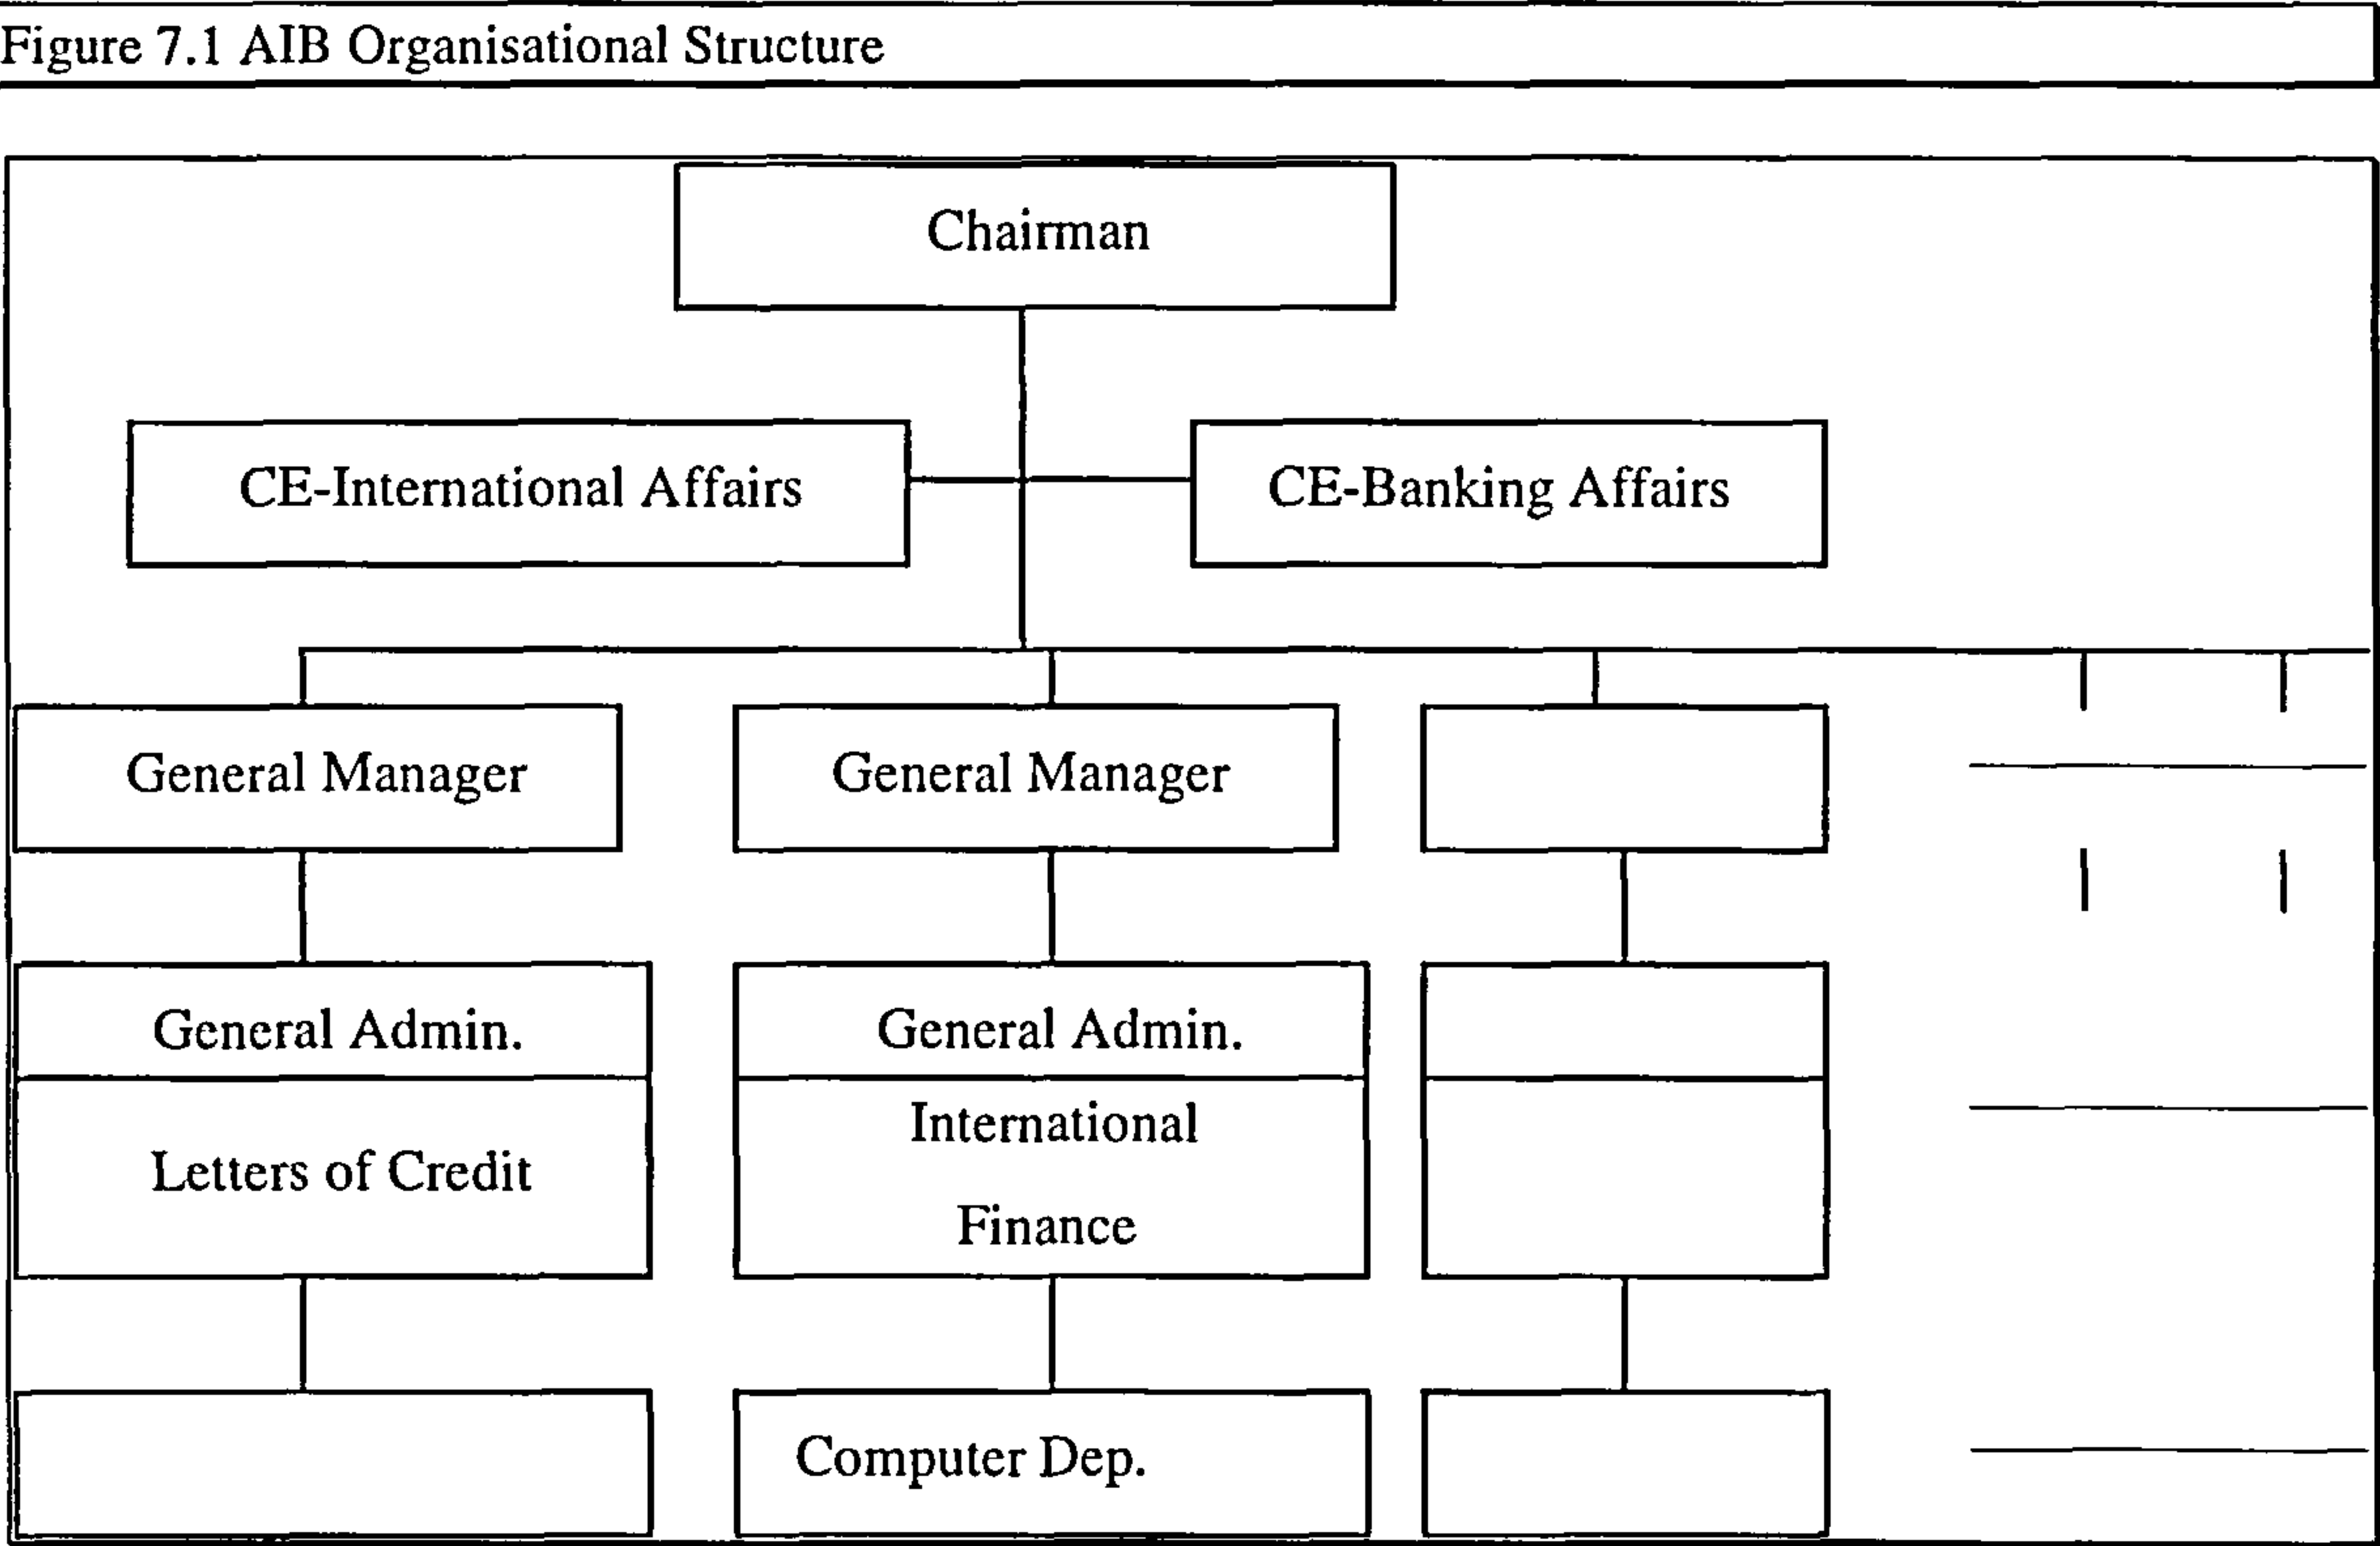 Figure 7.1 AIB Organisational Structure
Chairman
CE-International Affairs
CE-Banking Affairs
General Manager
General Manager
General Admin.
General Admin.
Letters of Credit
International
Finance
Computer Dep.